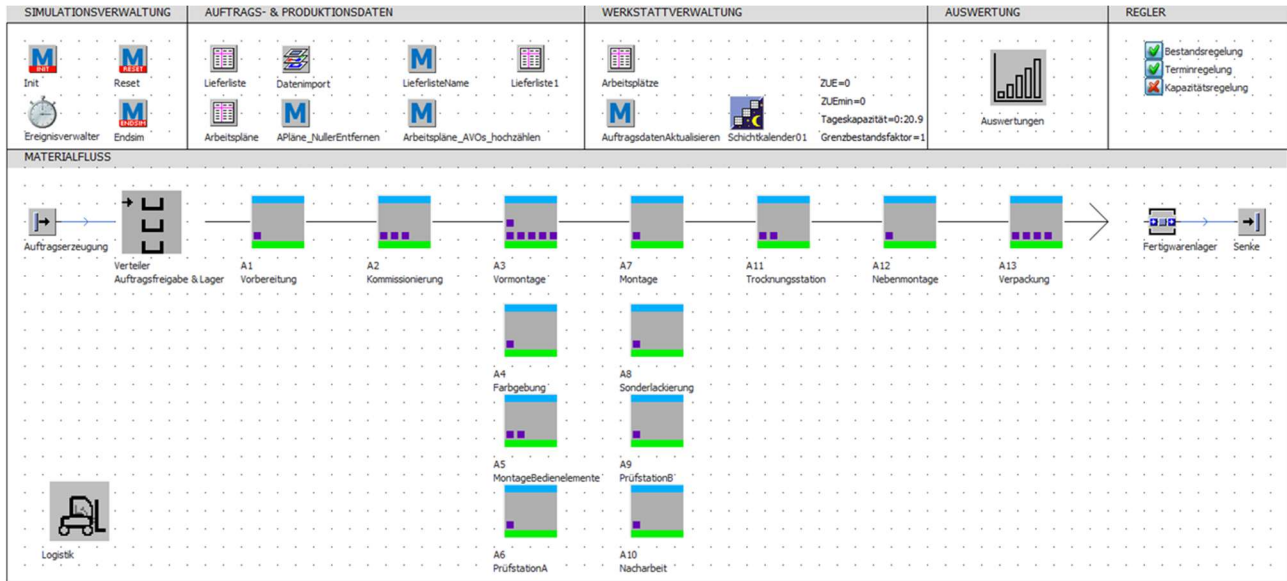 SIMULATIONSVERWALTUNG
AUFTRAGS- & PRODUKTIONSDATEN
WERKSTATTVERWALTUNG
AUSWERTUNG
REGLER
M
INIT
Init
M
RESET
Reset
Ereignisverwalter
M
ENDSIM
Endsim
Lieferliste
Datenimport
M
LieferlisteName
Lieferliste1
Arbeitspläne
M
APläne_NullerEntfernen
M
Arbeitspläne_AVOs_hochzählen
Arbeitsplätze
M
AuftragsdatenAktualisieren
Schichtkalender01
ZUE=0
ZUEmin=0
Tageskapazität=0:20.9
Grenzbestandsfaktor=1
Auswertungen
Bestandsregelung
Terminregelung
Kapazitätsregelung
MATERIALFLUSS
Auftragserzeugung
Verteiler
Auftragsfreigabe & Lager
A1
Vorbereitung
A2
Kommissionierung
A3
Vormontage
A7
Montage
A11
Trocknungsstation
A12
Nebenmontage
A13
Verpackung
Fertigwarenlager
Senke
A4
Farbgebung
A8
Sonderlackierung
A5
MontageBedienelemente
A9
PrüfstationB
Logistik
A6
PrüfstationA
A10
Nacharbeit